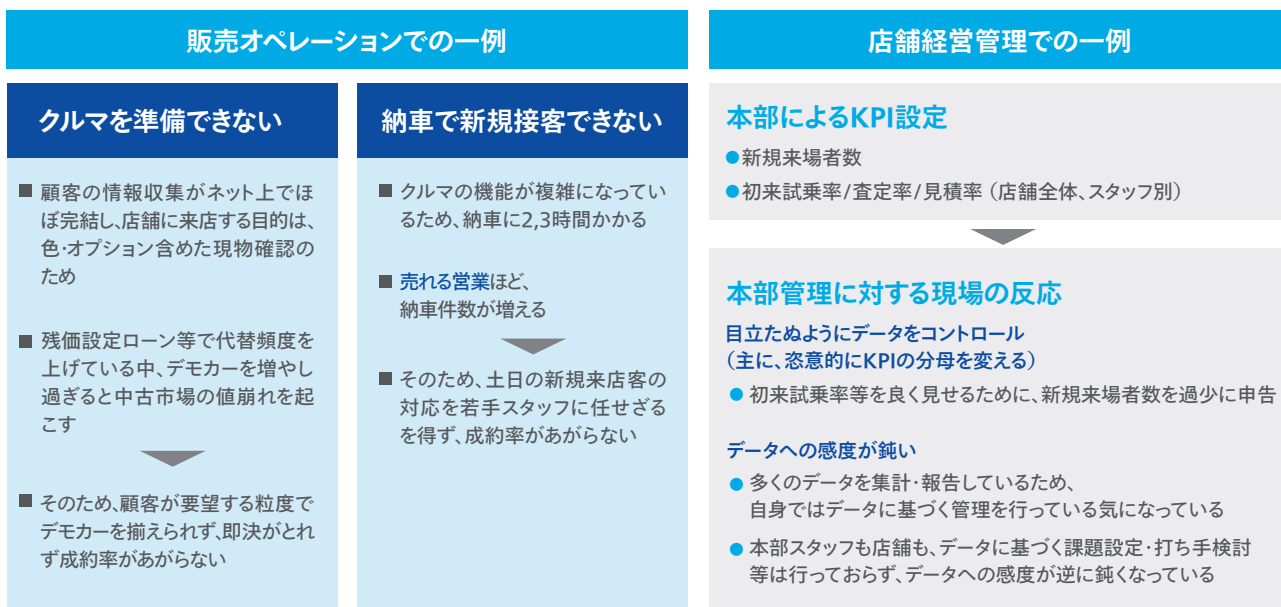 販売オペレーションでの一例
クルマを準備できない
■ 顧客の情報収集がネット上でほ
ぼ完結し、店舗に来店する目的は、
色・オプション含めた現物確認の
ため
■ 残価設定ローン等で代替頻度を
上げている中、デモカーを増やし
過ぎると中古市場の値崩れを起
こす
■ そのため、顧客が要望する粒度で
デモカーを揃えられず、即決がとれ
ず成約率があがらない
納車で新規接客できない
■ クルマの機能が複雑になってい
るため、納車に2,3時間かかる
■ 売れる営業ほど、
納車件数が増える
■ そのため、土日の新規来店客の
対応を若手スタッフに任せざる
を得ず、成約率があがらない
店舗経営管理での一例
本部によるKPI設定
●新規来場者数
●初来試乗率/査定率/見積率（店舗全体、スタッフ別）
本部管理に対する現場の反応
目立たぬようにデータをコントロール
（主に、恣意的にKPIの分母を変える）
● 初来試乗率等を良く見せるために、新規来場者数を過少に申告
データへの感度が鈍い
● 多くのデータを集計・報告しているため、
自身ではデータに基づく管理を行っている気になっている
● 本部スタッフも店舗も、データに基づく課題設定・打ち手検討
等は行っておらず、データへの感度が逆に鈍くなっている